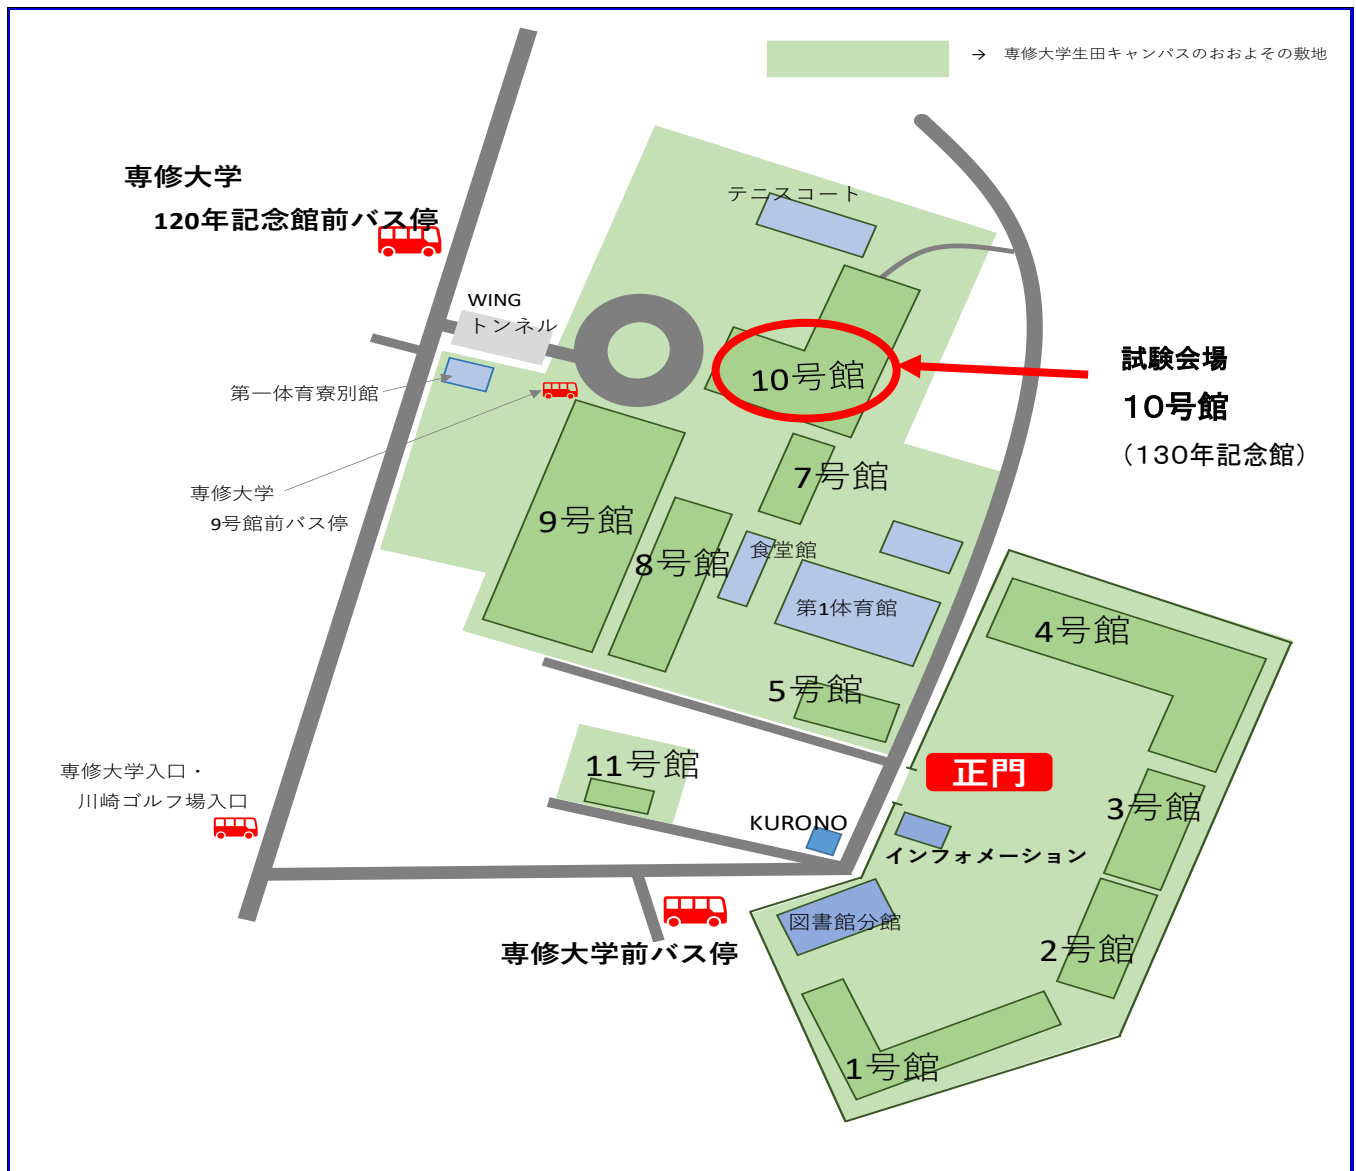 → 専修大学生田キャンパスのおおよその敷地
専修大学
120年記念館前バス停
テニスコート
WING
トンネル
第一体育寮別館
10号館
試験会場
10号館
（130年記念館）
専修大学
9号館前バス停
7号館
9号館
8号館
食堂館
第1体育館
4号館
5号館
11号館
正門
専修大学入口・
川崎ゴルフ場入口
KURONO
3号館
インフォメーション
図書館分館
2号館
専修大学前バス停
1号館